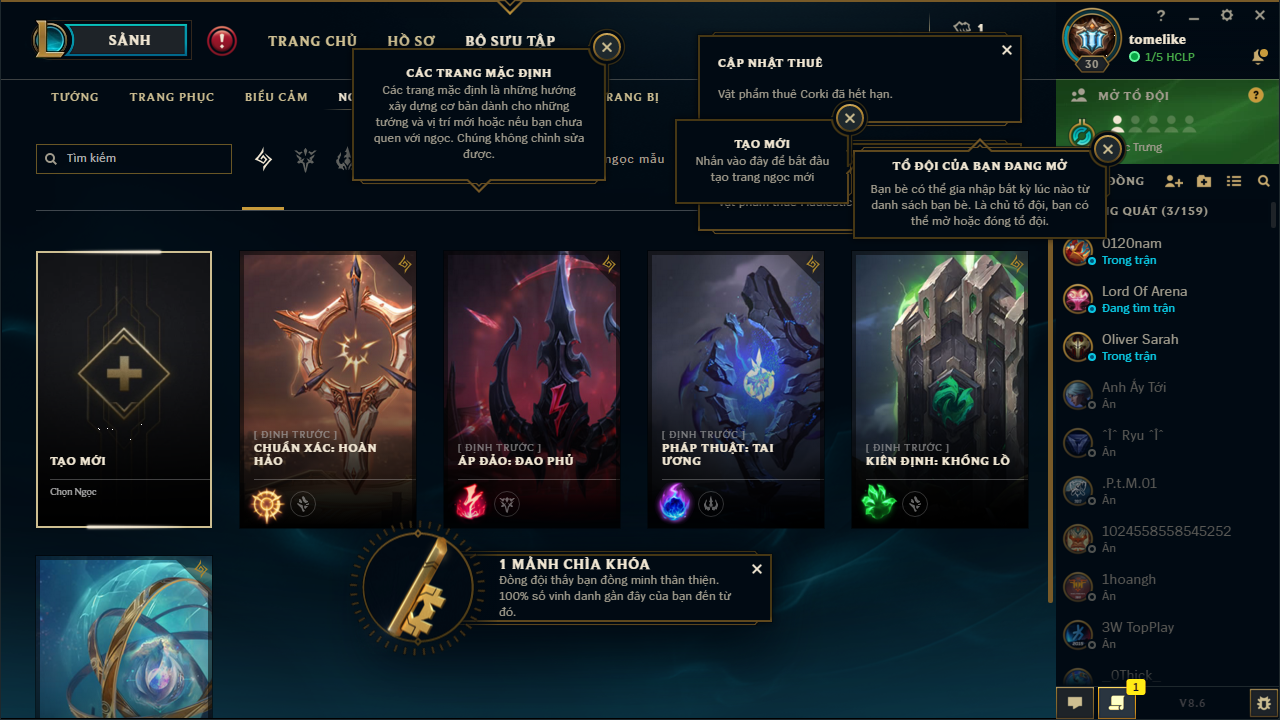 SẢNH
TRANG CHỦ
HỒ SƠ
BỘ SƯU TẬP
1
?
tomelike
1/5 HCLP
30
TƯỚNG
TRANG PHỤC
BIỂU CẢM
RANG BỊ
CÁC TRANG MẶC ĐỊNH
Các trang mặc định là những hướng
xây dựng cơ bản dành cho những
tướng và vị trí mới hoặc nếu bạn chưa
quen với ngọc. Chúng không chỉnh sửa
được.
CẬP NHẬT THUÊ
Vật phẩm thuê Corki đã hết hạn.
TẠO MỚI
Nhấn vào đây để bắt đầu
tạo trang ngọc mới
TỔ ĐỘI CỦA BẠN ĐANG MỞ
Bạn bè có thể gia nhập bất kỳ lúc nào từ
danh sách bạn bè. Là chủ tổ đội, bạn có
thể mở hoặc đóng tổ đội.
MỞ TỔ ĐỘI
?
Trưng
ĐỒNG
NG QUÁT (3/159)
Tìm kiếm
ngọc mẫu
TẠO MỚI
Chọn Ngọc
[ ĐỊNH TRƯỚC ]
CHUẨN XÁC: HOÀN
HẢO
[ ĐỊNH TRƯỚC ]
ÁP ĐẢO: ĐAO PHỦ
[ ĐỊNH TRƯỚC ]
PHÁP THUẬT: TAI
ƯƠNG
[ ĐỊNH TRƯỚC ]
KIÊN ĐỊNH: KHỔNG LỒ
1 MẢNH CHÌA KHÓA
Đồng đội thấy bạn đồng minh thân thiện.
100% số vinh danh gần đây của bạn đến từ
đó.
0120nam
Trong trận
Lord Of Arena
Đang tìm trận
Oliver Sarah
Trong trận
Anh Ấy Tới
Ẩn
ˆÏˆ Ryu ˆÏˆ
Ẩn
.P.t.M.01
Ẩn
1024558558545252
Ẩn
1hoangh
Ẩn
3W TopPlay
Ẩn
_0Thick_
1
V8.6